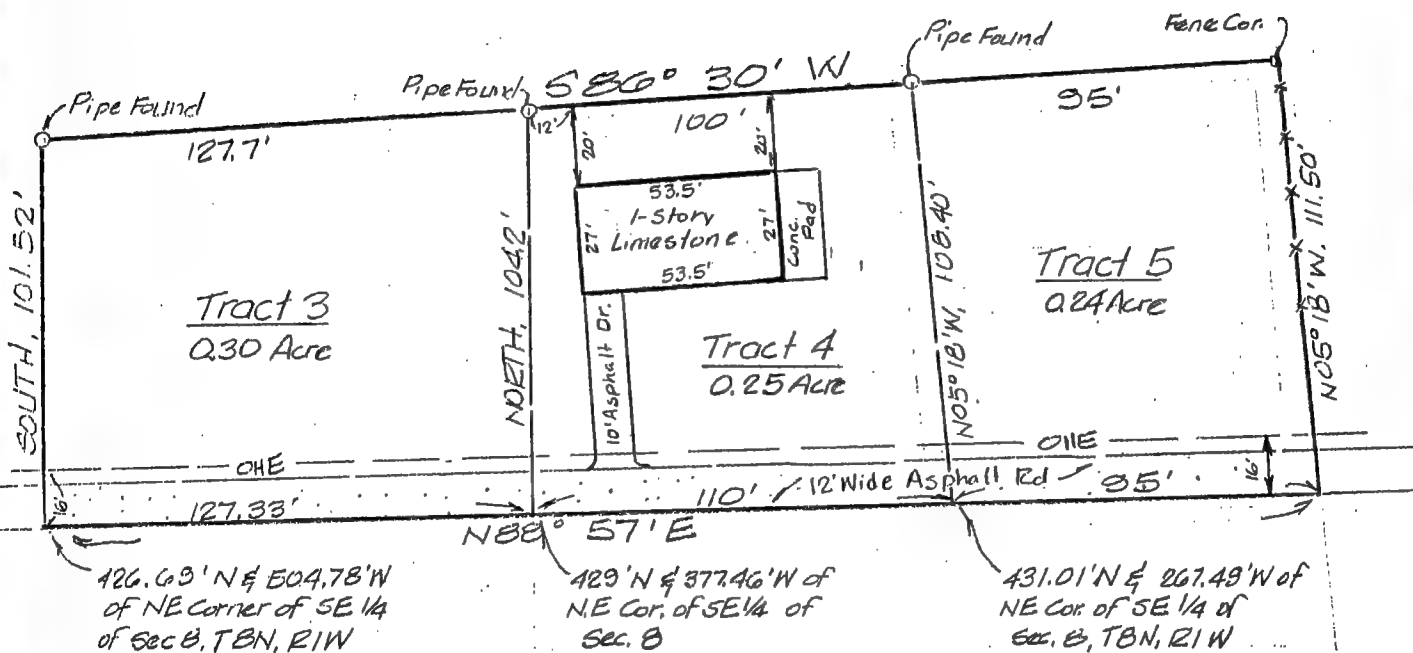 Pipe Found
Fence Cor.
Pipe Found
S86° 30' W
Pipe Found
95'
12'
100'
127.7'
20'
20'
53.5'
1-Story
Limestone
27'
27'
Conc. Pad
53.5'
SOUTH, 101.52'
NORTH, 104.2'
N05°18'W, 108.40'
N05°18'W. 111.50'
Tract 3
0.30 Acre
Tract 4
0.25 Acre
Tract 5
0.24 Acre
10' Asphalt Dr.
OHE
OHE
16'
16'
127.33'
110'
12' Wide Asphalt Rd
95'
N88° 57' E
426.69' N & 504.78' W
of NE Corner of SE 1/4
of Sec 8, T8N, R1W
429' N & 377.46' W of
N.E Cor. of SE 1/4 of
Sec. 8
431.01' N & 267.49' W of
NE Cor. of SE 1/4 of
Sec. 8, T8N, R1W